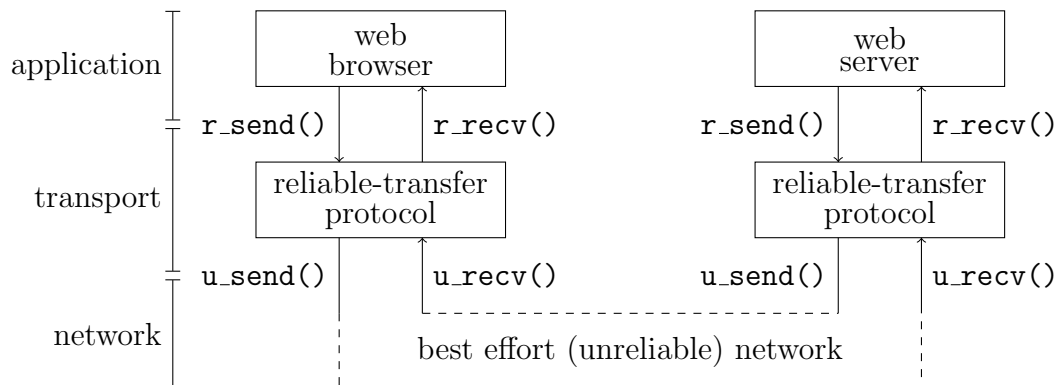 application
web
browser
web
server
r_send()
r_recv()
r_send()
r_recv()
transport
reliable-transfer
protocol
reliable-transfer
protocol
u_send()
u_recv()
u_send()
u_recv()
network
best effort (unreliable) network